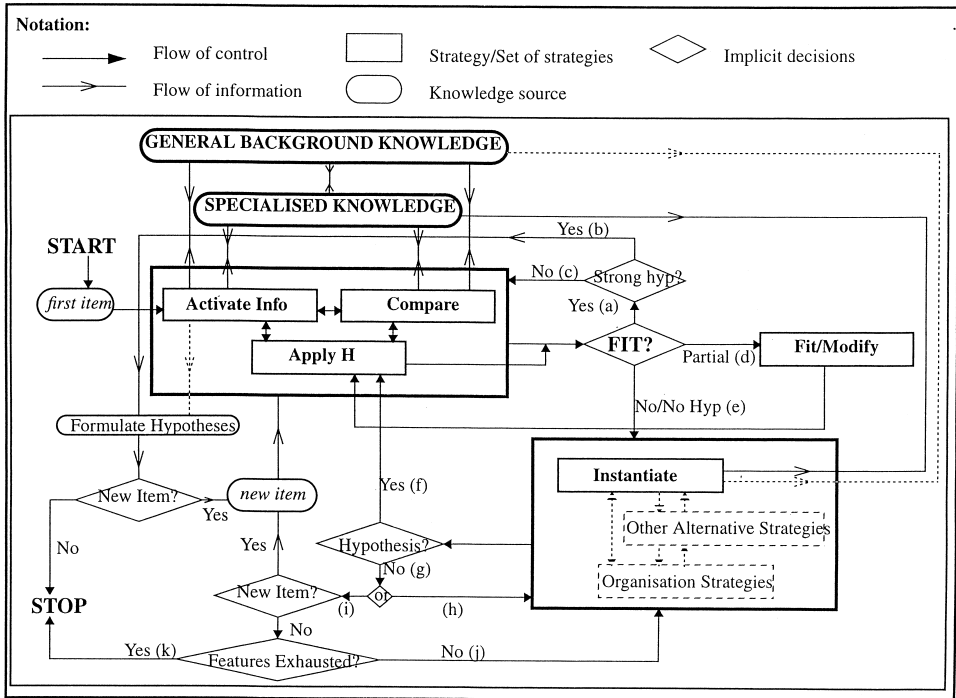 Notation:
Flow of control
Strategy/Set of strategies
Implicit decisions
Flow of information
Knowledge source
GENERAL BACKGROUND KNOWLEDGE
SPECIALISED KNOWLEDGE
Yes (b)
START
No (c)
Strong hyp?
first item
Activate Info
Compare
Yes (a)
Apply H
FIT?
Partial (d)
Fit/Modify
No/No Hyp (e)
Formulate Hypotheses
Instantiate
New Item?
Yes
new item
Yes (f)
Other Alternative Strategies
No
Yes
Hypothesis?
No (g)
Organisation Strategies
New Item?
or
STOP
(i)
(h)
No
Yes (k)
Features Exhausted?
No (j)